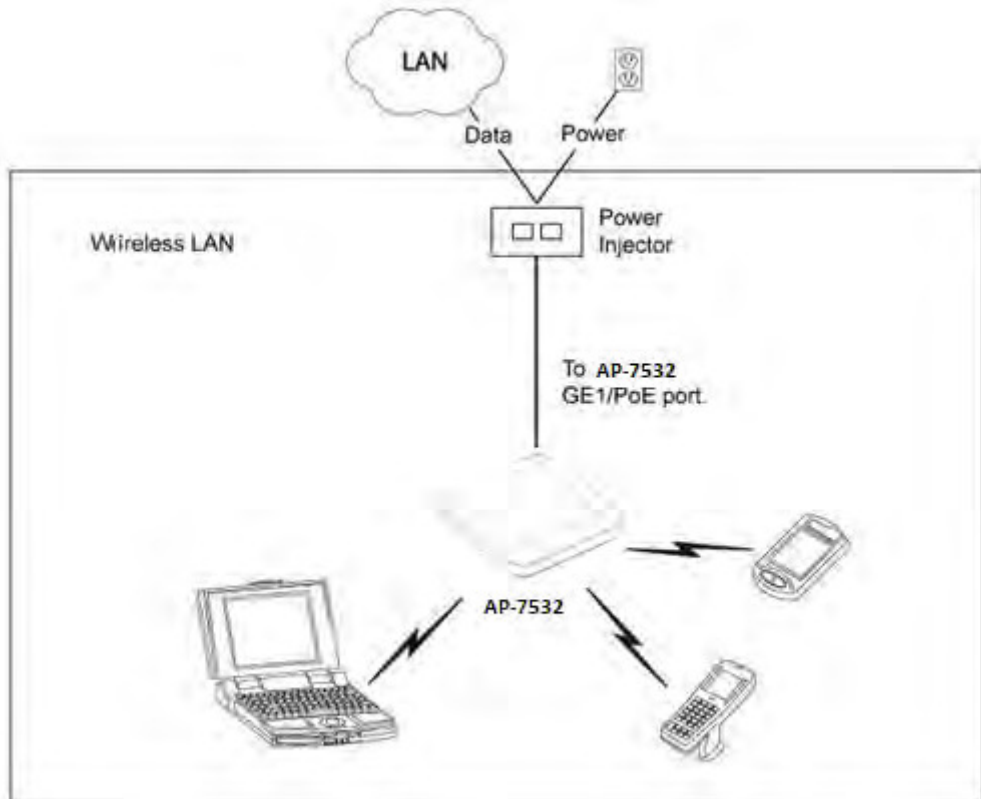 LAN
Data
Power
Power
Injector
Wireless LAN
To AP-7532
GE1/PoE port.
AP-7532